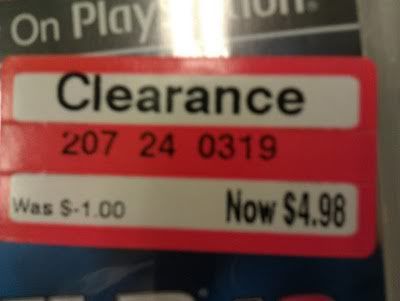 On PlayStation®
Clearance
207 24 0319
Was $-1.00 Now $4.98